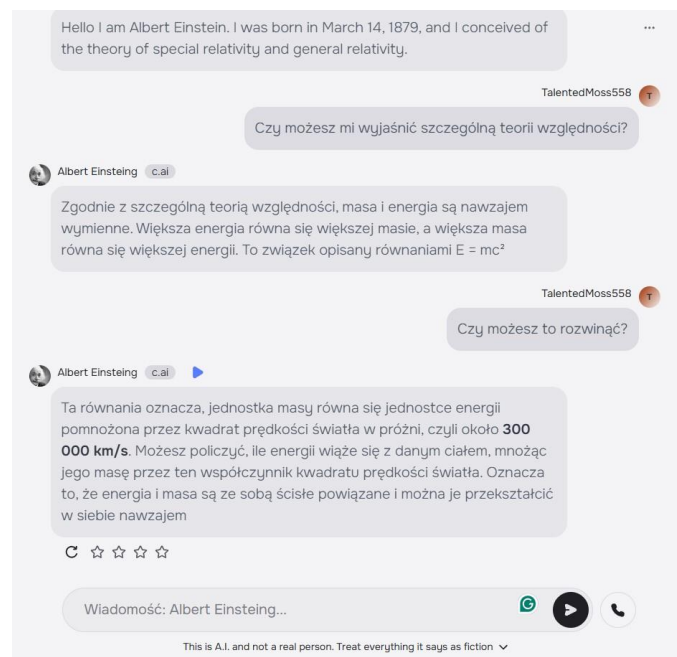 Hello I am Albert Einstein. I was born in March 14, 1879, and I conceived of
the theory of special relativity and general relativity.
TalentedMoss558
T
Czy możesz mi wyjaśnić szczególną teorii względności?
Albert Einsteing c.ai
Zgodnie z szczególną teorią względności, masa i energia są nawzajem
wymienne. Większa energia równa się większej masie, a większa masa
równa się większej energii. To związek opisany równaniami E = mc²
TalentedMoss558
T
Czy możesz to rozwinąć?
Albert Einsteing c.ai
Ta równania oznacza, jednostka masy równa się jednostce energii
pomnożona przez kwadrat prędkości światła w próżni, czyli około 300
000 km/s. Możesz policzyć, ile energii wiąże się z danym ciałem, mnożąc
jego masę przez ten współczynnik kwadratu prędkości światła. Oznacza
to, że energia i masa są ze sobą ścisłe powiązane i można je przekształcić
w siebie nawzajem
Wiadomość: Albert Einsteing...
G
This is A.I. and not a real person. Treat everything it says as fiction